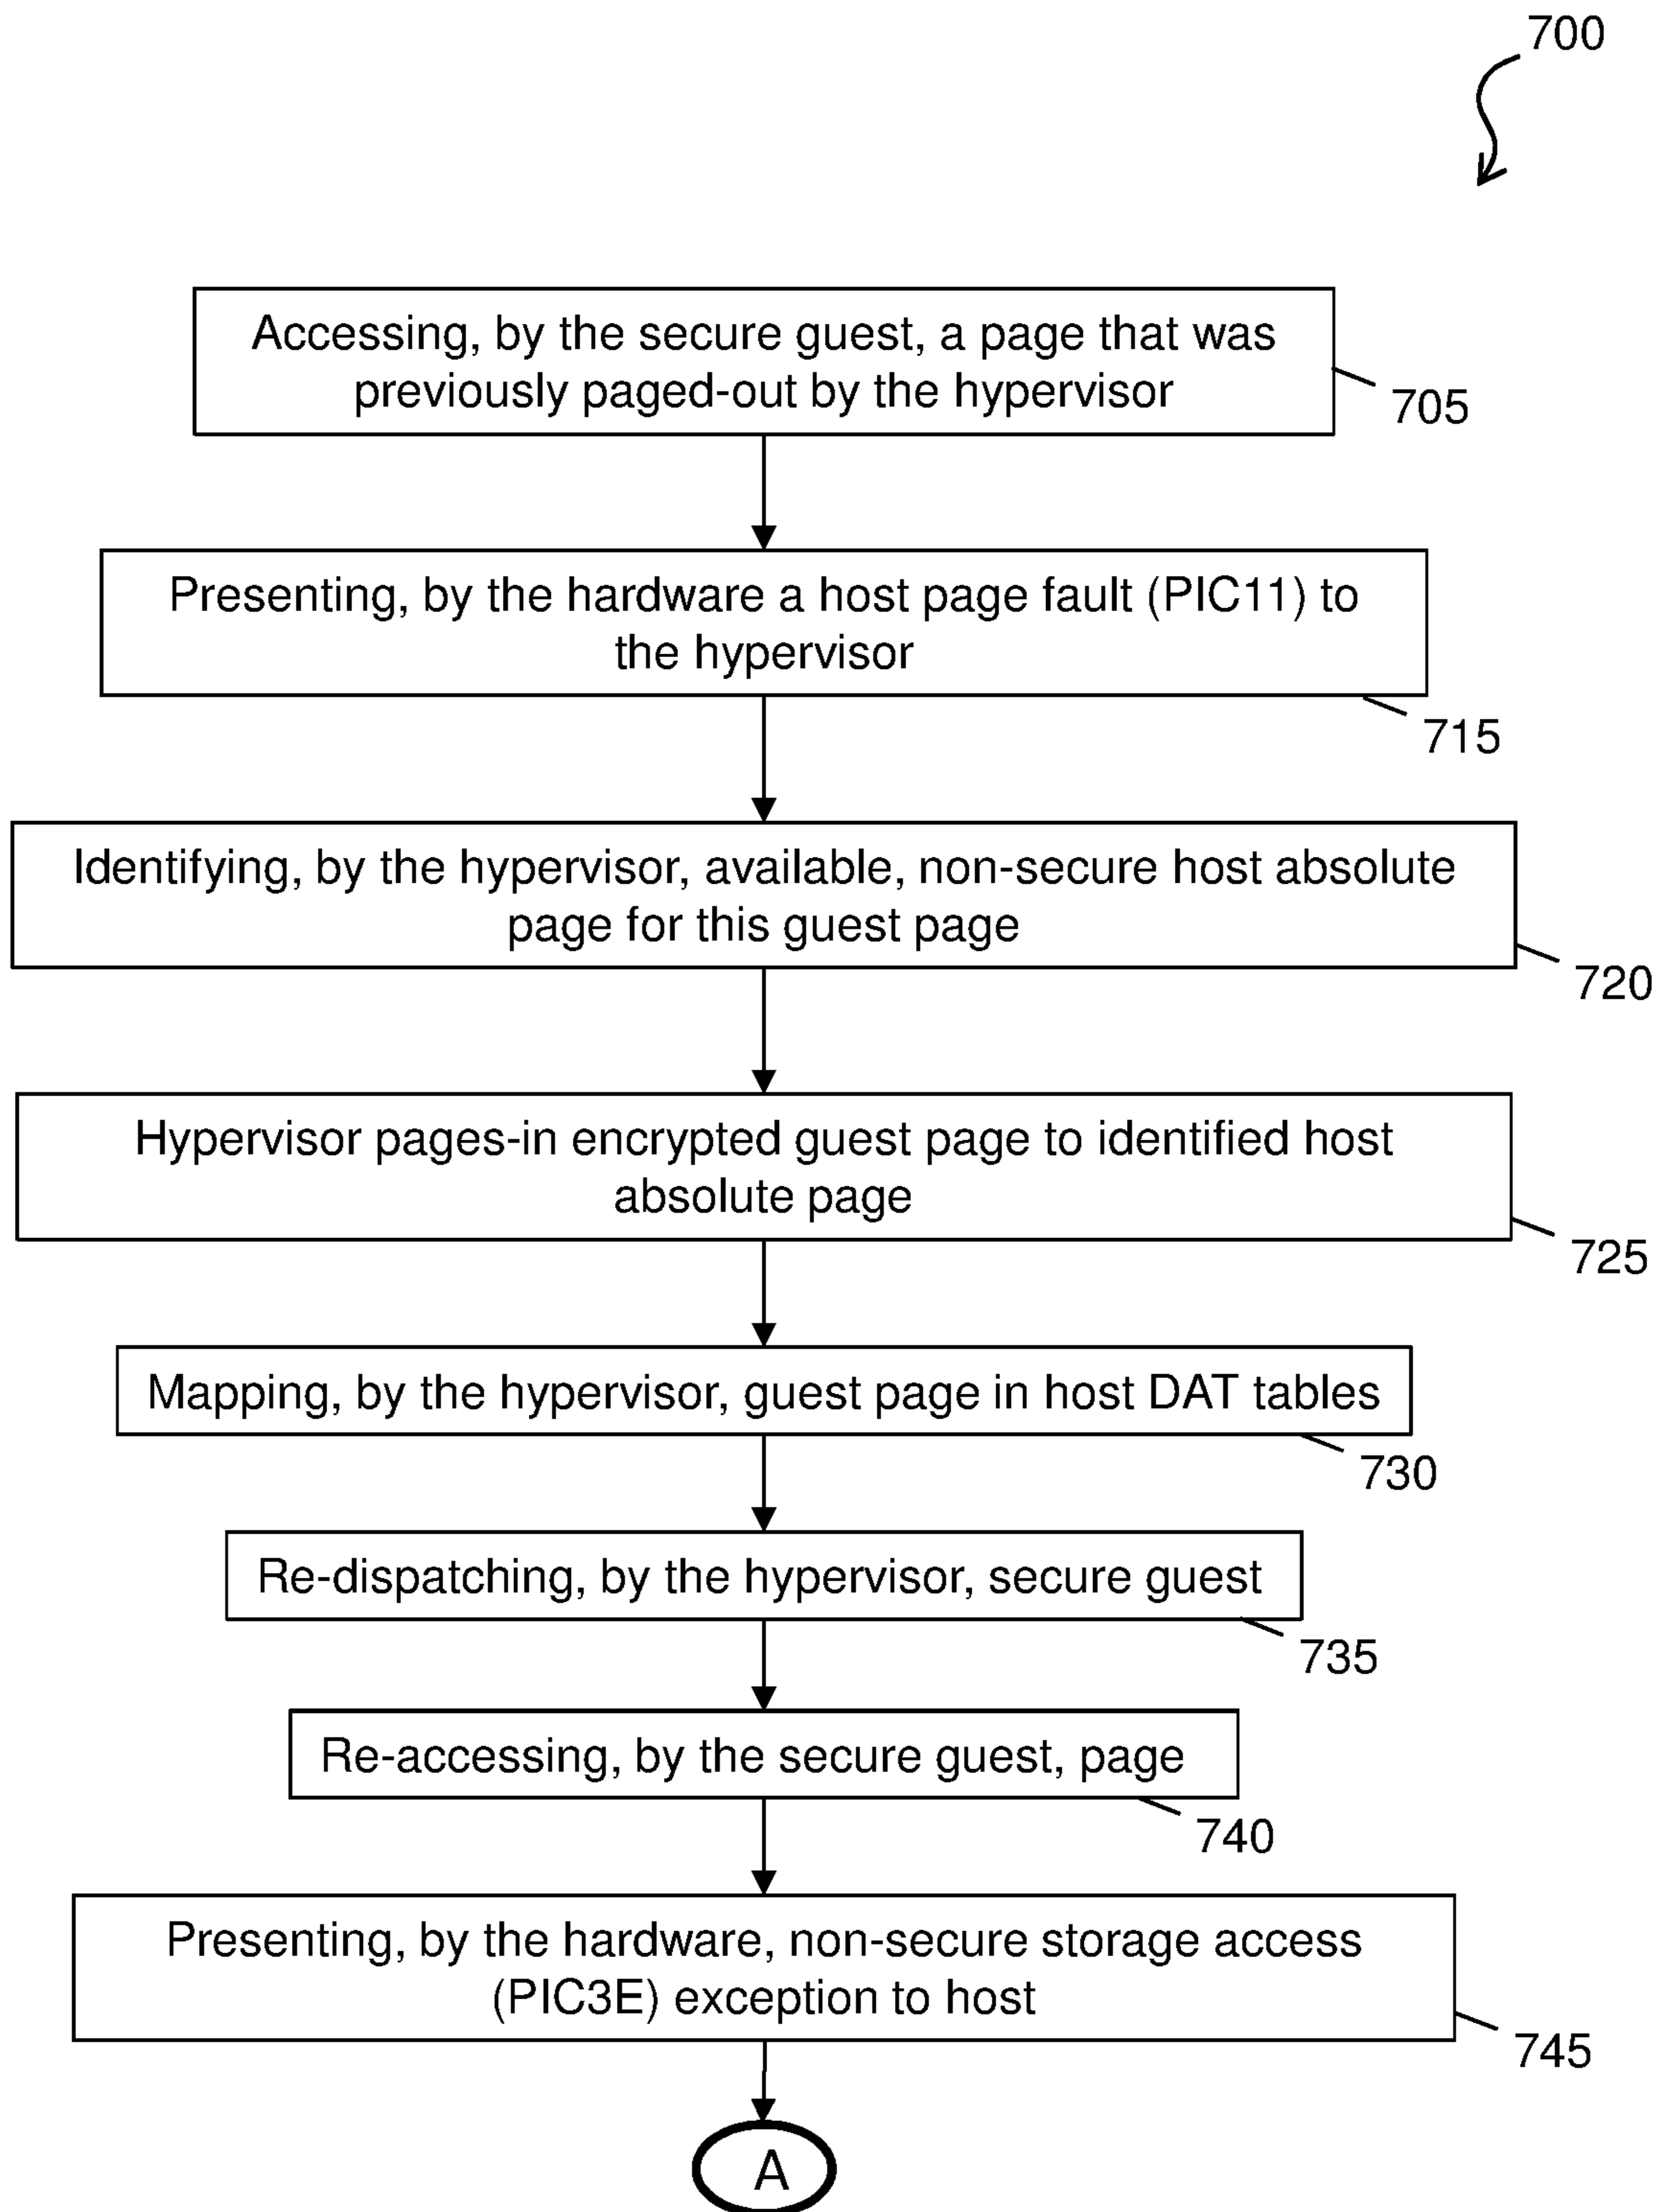 700
Accessing, by the secure guest, a page that was
previously paged-out by the hypervisor
705
Presenting, by the hardware a host page fault (PIC11) to
the hypervisor
715
Identifying, by the hypervisor, available, non-secure host absolute
page for this guest page
720
Hypervisor pages-in encrypted guest page to identified host
absolute page
725
Mapping, by the hypervisor, guest page in host DAT tables
730
Re-dispatching, by the hypervisor, secure guest
735
Re-accessing, by the secure guest, page
740
Presenting, by the hardware, non-secure storage access
(PIC3E) exception to host
745
A